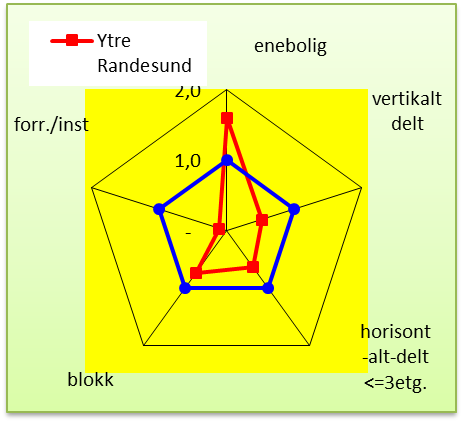 Ytre
Randesund
enebolig
2,0
vertikalt
delt
forr./inst
1,0
-
horisont
-alt-delt
<=3etg.
blokk